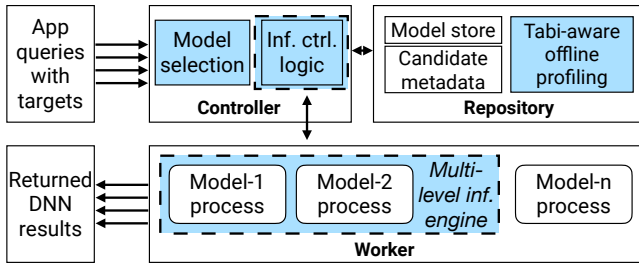 App
queries
with
targets
Model
selection
Inf. ctrl.
logic
Controller
Model store
Candidate
metadata
Tabi-aware
offline
profiling
Repository
Returned
DNN
results
Model-1
process
Model-2
process
Multi-
level inf.
engine
Model-n
process
Worker